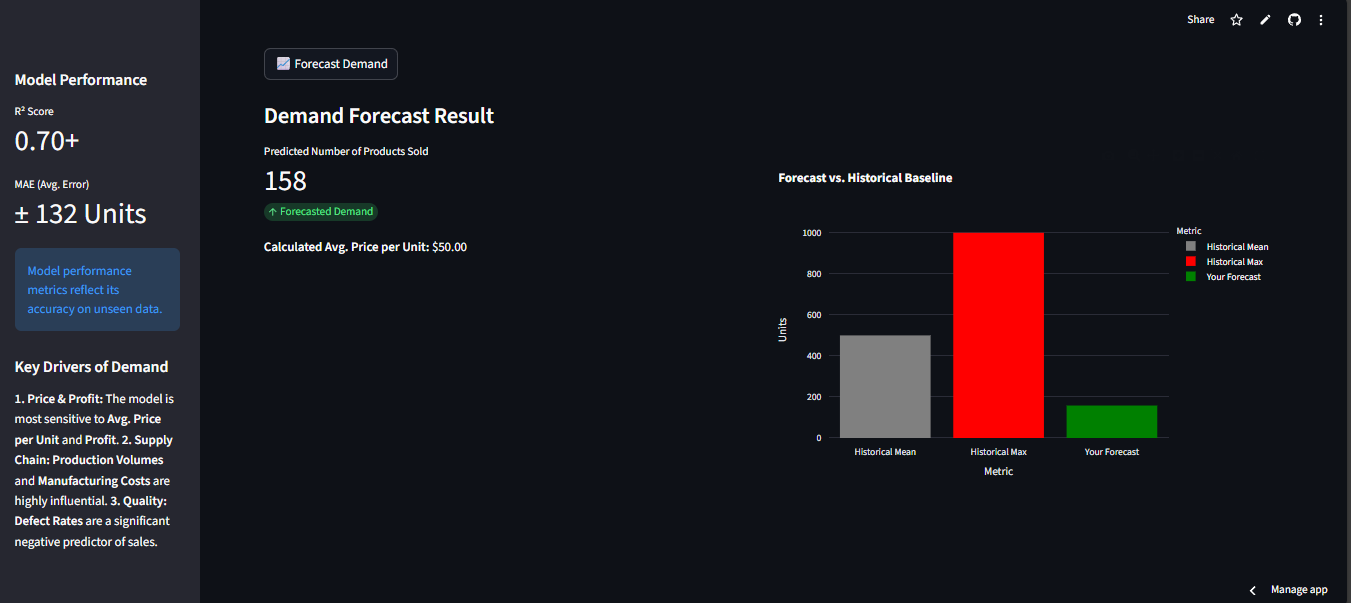 Share
Model Performance
R² Score
0.70+
MAE (Avg. Error)
± 132 Units
Model performance
metrics reflect its
accuracy on unseen data.
Key Drivers of Demand
1. Price & Profit: The model is
most sensitive to Avg. Price
per Unit and Profit. 2. Supply
Chain: Production Volumes
and Manufacturing Costs are
highly influential. 3. Quality:
Defect Rates are a significant
negative predictor of sales.
Forecast Demand
Demand Forecast Result
Predicted Number of Products Sold
158
↑ Forecasted Demand
Calculated Avg. Price per Unit: $50.00
Forecast vs. Historical Baseline
1000
800
600
400
200
0
Units
Historical Mean
Historical Max
Your Forecast
Metric
Metric
Historical Mean
Historical Max
Your Forecast
Manage app